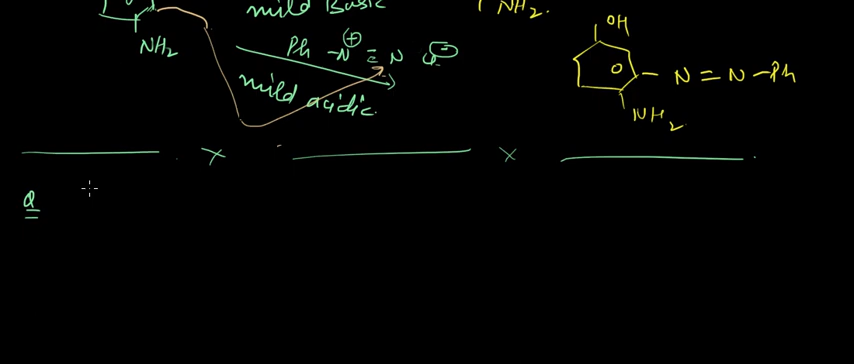 mild Basic
NH2.
OH
NH2
Ph -N⊕ ≡ N Cl⊖
mild acidic.
- N = N - Ph
NH2
x x
Q